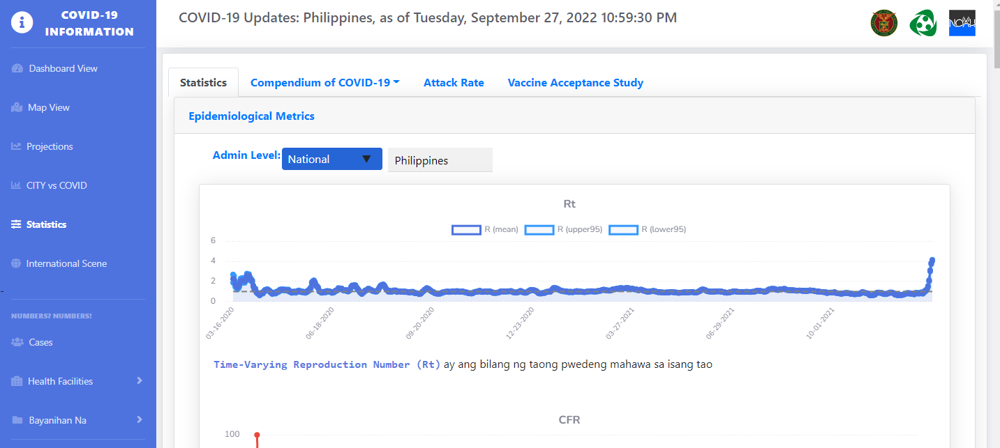 COVID-19
INFORMATION
Dashboard View
Map View
Projections
CITY vs COVID
Statistics
International Scene
-
NUMBERS? NUMBERS!
Cases
Health Facilities
Bayanihan Na
COVID-19 Updates: Philippines, as of Tuesday, September 27, 2022 10:59:30 PM
NOAH
Statistics Compendium of COVID-19 Attack Rate Vaccine Acceptance Study
Epidemiological Metrics
Admin Level: National Philippines
Rt
R (mean) R (upper95) R (lower95)
6
4
2
0
03-16-2020 06-18-2020 09-20-2020 12-23-2020 03-27-2021 06-29-2021 10-01-2021
Time-Varying Reproduction Number (Rt) ay ang bilang ng taong pwedeng mahawa sa isang tao
CFR
100